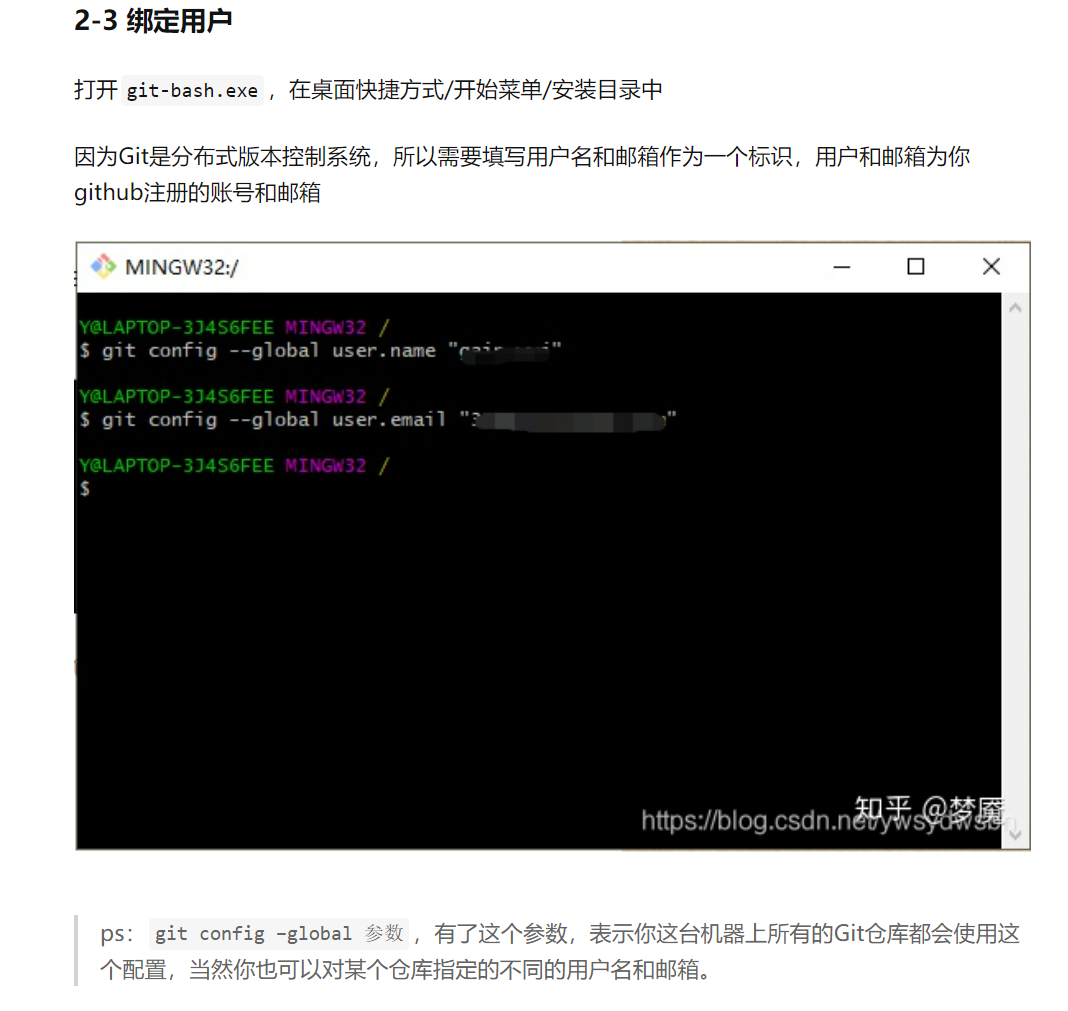 2-3 绑定用户
打开 git-bash.exe ，在桌面快捷方式/开始菜单/安装目录中
因为Git是分布式版本控制系统，所以需要填写用户名和邮箱作为一个标识，用户和邮箱为你
github注册的账号和邮箱
MINGW32:/
Y@LAPTOP-3J4S6FEE MINGW32 /
$ git config --global user.name "
Y@LAPTOP-3J4S6FEE MINGW32 /
$ git config --global user.email "
Y@LAPTOP-3J4S6FEE MINGW32 /
$
知乎 @梦魇
https://blog.csdn.net/ywsydwsbn
ps： git config –global 参数 ，有了这个参数，表示你这台机器上所有的Git仓库都会使用这
个配置，当然你也可以对某个仓库指定的不同的用户名和邮箱。